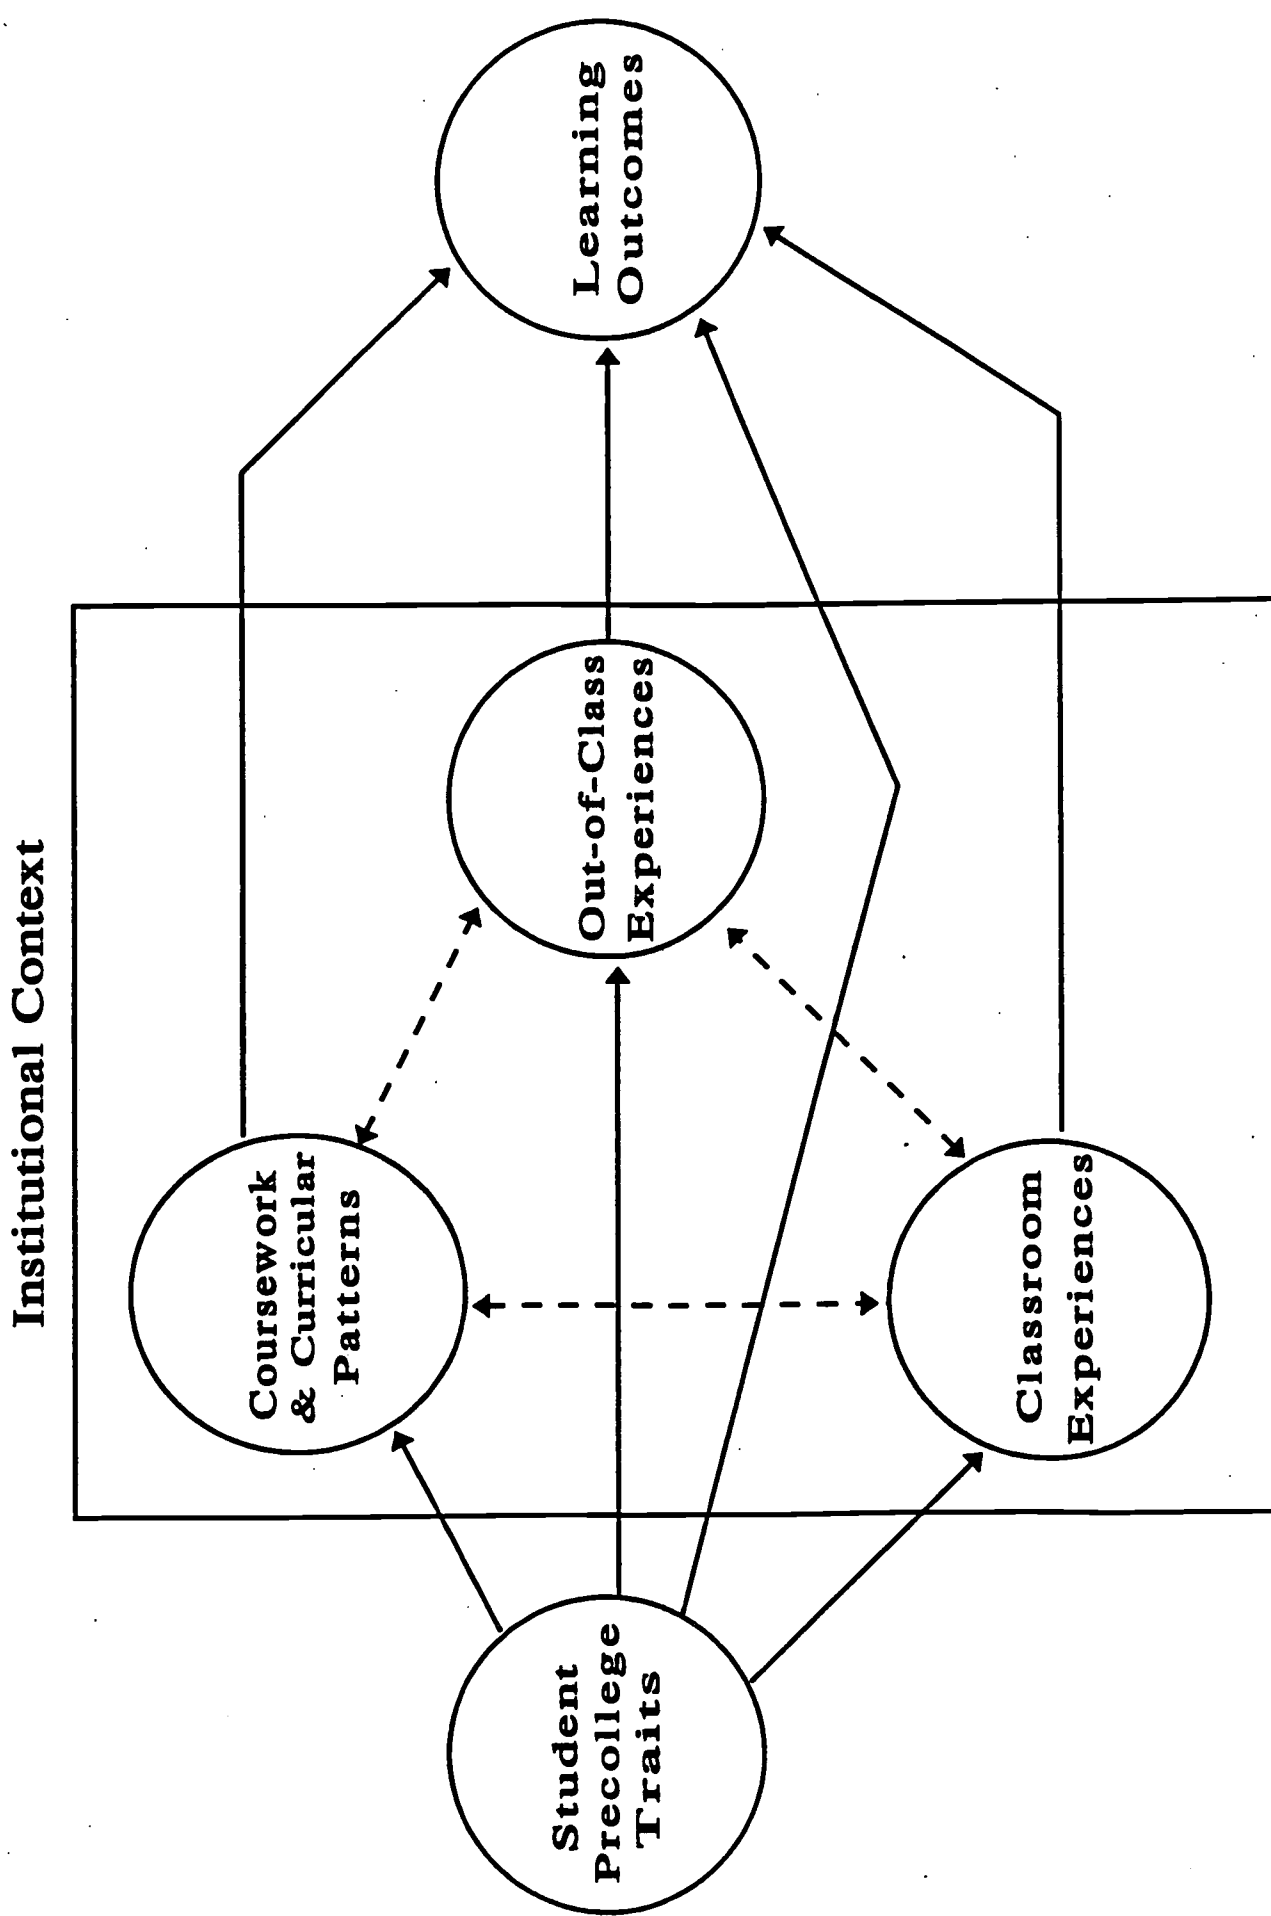 Institutional Context
Coursework
& Curricular
Patterns
Student
Precollege
Traits
Out-of-Class
Experiences
Learning
Outcomes
Classroom
Experiences